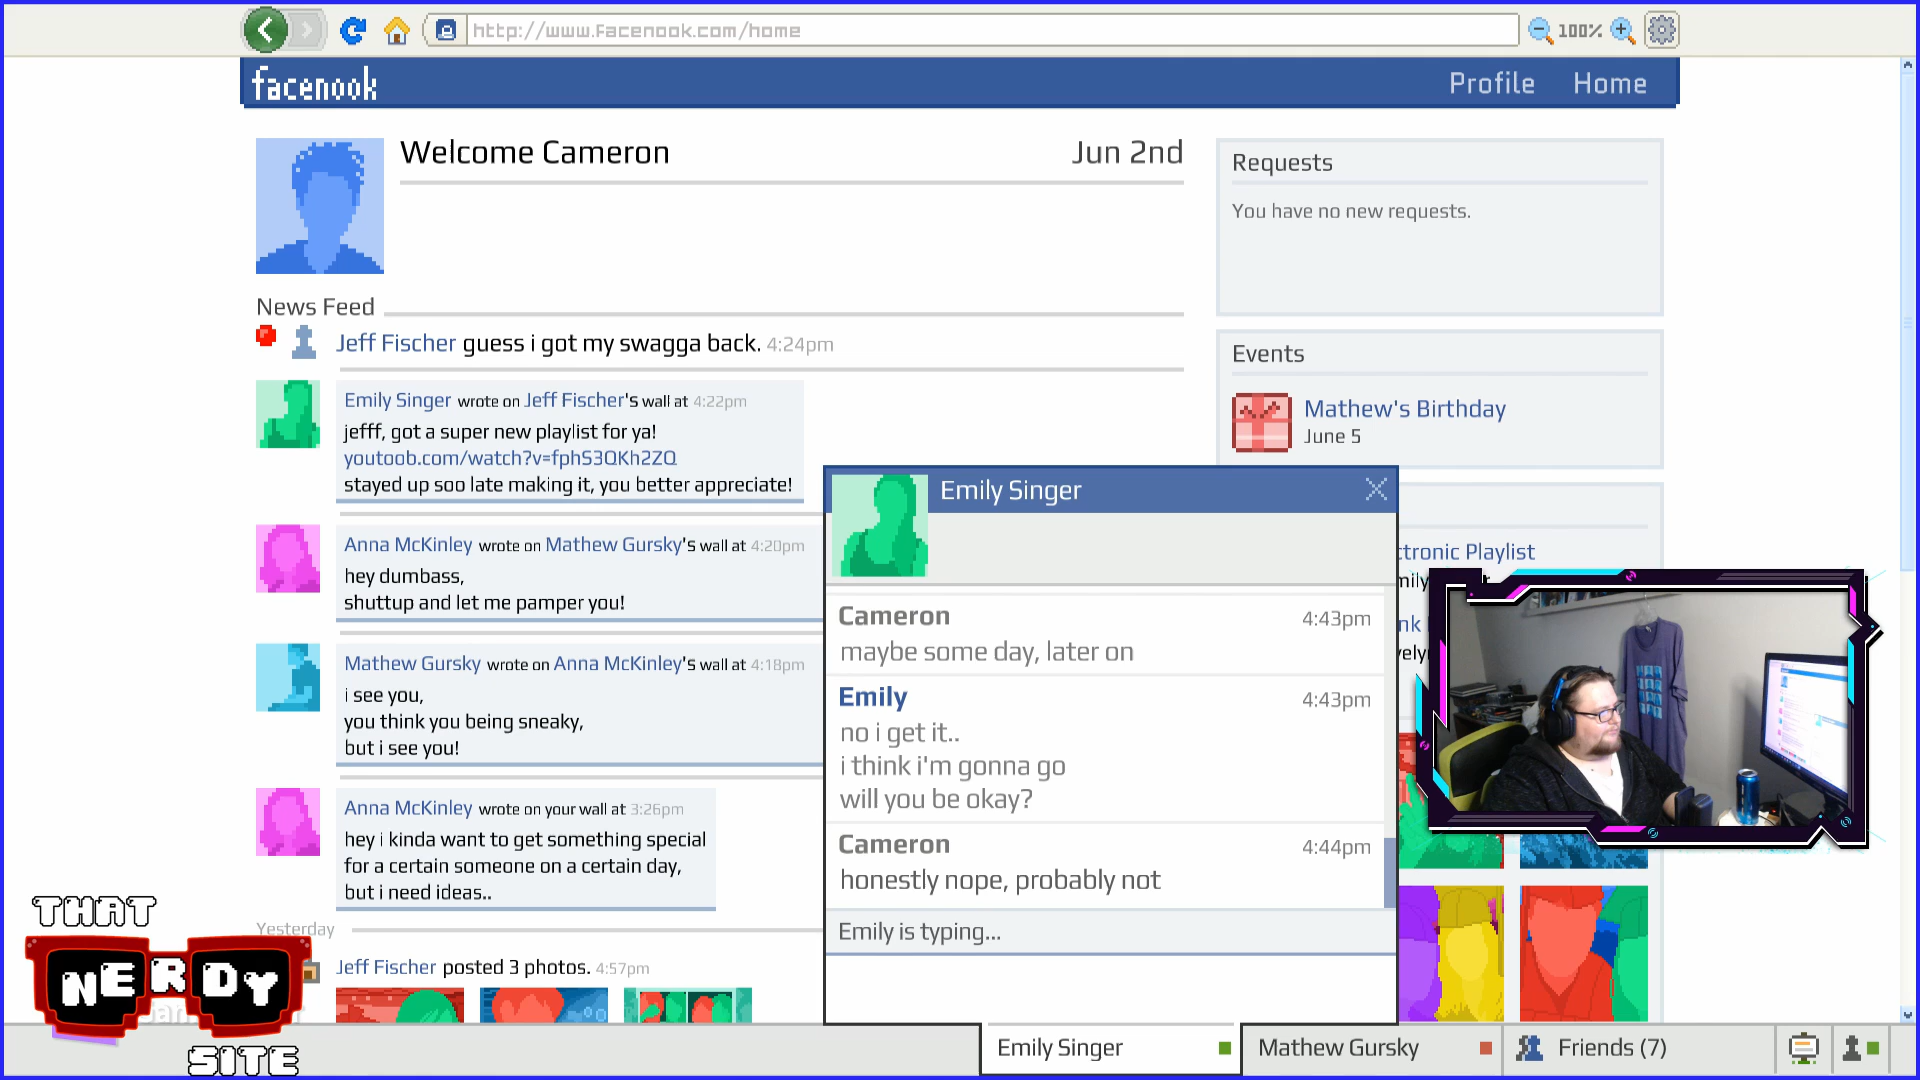 http://www.facenook.com/home
100%
facenook
Profile
Home
Welcome Cameron
Jun 2nd
News Feed
Jeff Fischer guess i got my swagga back. 4:24pm
Emily Singer wrote on Jeff Fischer's wall at 4:22pm
jefff, got a super new playlist for ya!
youtoob.com/watch?v=fphS3QKh2ZQ
stayed up soo late making it, you better appreciate!
Anna McKinley wrote on Mathew Gursky's wall at 4:20pm
hey dumbass,
shuttup and let me pamper you!
Mathew Gursky wrote on Anna McKinley's wall at 4:18pm
i see you,
you think you being sneaky,
but i see you!
Anna McKinley wrote on your wall at 3:26pm
hey i kinda want to get something special
for a certain someone on a certain day,
but i need ideas..
Yesterday
Jeff Fischer posted 3 photos. 4:57pm
Requests
You have no new requests.
Events
Mathew's Birthday
June 5
Playlist
Emily Singer
Cameron 4:43pm
maybe some day, later on
Emily 4:43pm
no i get it..
i think i'm gonna go
will you be okay?
Cameron 4:44pm
honestly nope, probably not
Emily is typing...
Emily Singer
Mathew Gursky
Friends (7)
THAT
NERDY
SITE